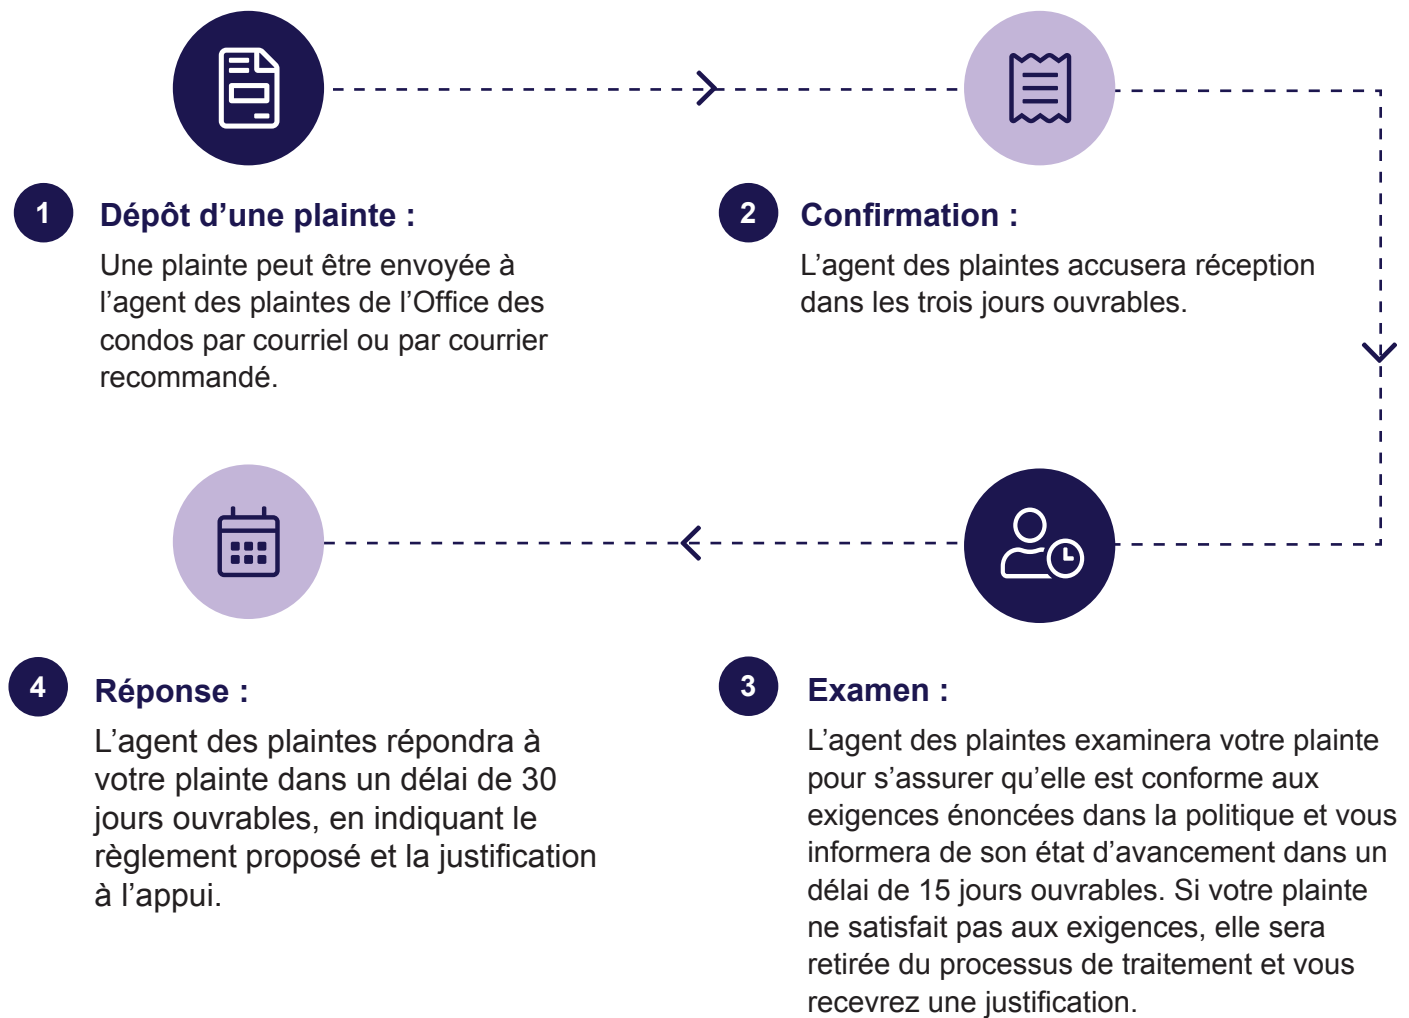 1
Dépôt d’une plainte :
Une plainte peut être envoyée à
l’agent des plaintes de l’Office des
condos par courriel ou par courrier
recommandé.
2
Confirmation :
L’agent des plaintes accusera réception
dans les trois jours ouvrables.
3
Examen :
L’agent des plaintes examinera votre plainte
pour s’assurer qu’elle est conforme aux
exigences énoncées dans la politique et vous
informera de son état d’avancement dans un
délai de 15 jours ouvrables. Si votre plainte
ne satisfait pas aux exigences, elle sera
retirée du processus de traitement et vous
recevrez une justification.
4
Réponse :
L’agent des plaintes répondra à
votre plainte dans un délai de 30
jours ouvrables, en indiquant le
règlement proposé et la justification
à l’appui.